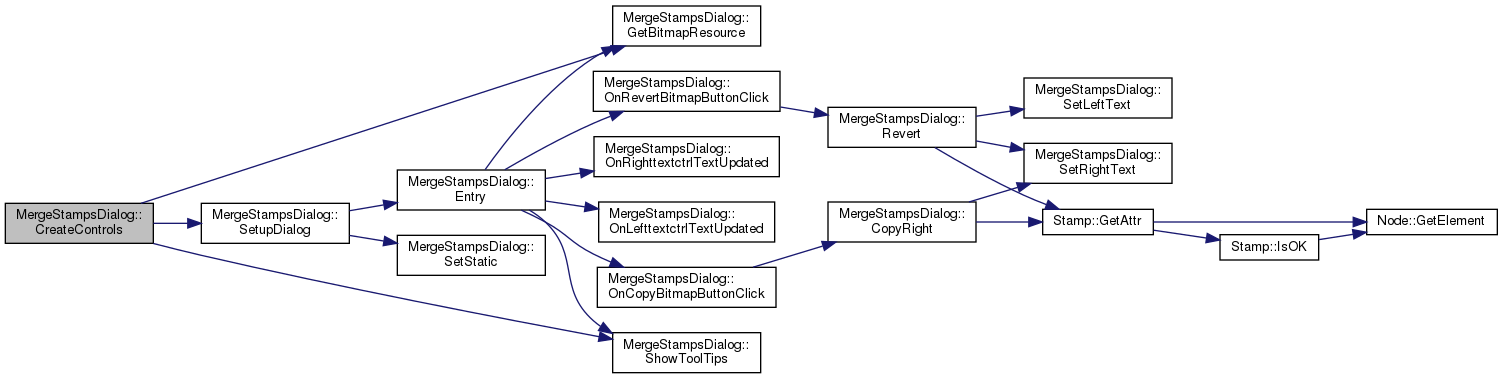 MergeStampsDialog::
CreateControls
MergeStampsDialog::
SetupDialog
MergeStampsDialog::
Entry
MergeStampsDialog::
SetStatic
MergeStampsDialog::
GetBitmapResource
MergeStampsDialog::
OnRevertBitmapButtonClick
MergeStampsDialog::
OnRighttextctrlTextUpdated
MergeStampsDialog::
OnLefttextctrlTextUpdated
MergeStampsDialog::
OnCopyBitmapButtonClick
MergeStampsDialog::
ShowToolTips
MergeStampsDialog::
Revert
MergeStampsDialog::
CopyRight
MergeStampsDialog::
SetLeftText
MergeStampsDialog::
SetRightText
Stamp::GetAttr
Stamp::IsOK
Node::GetElement